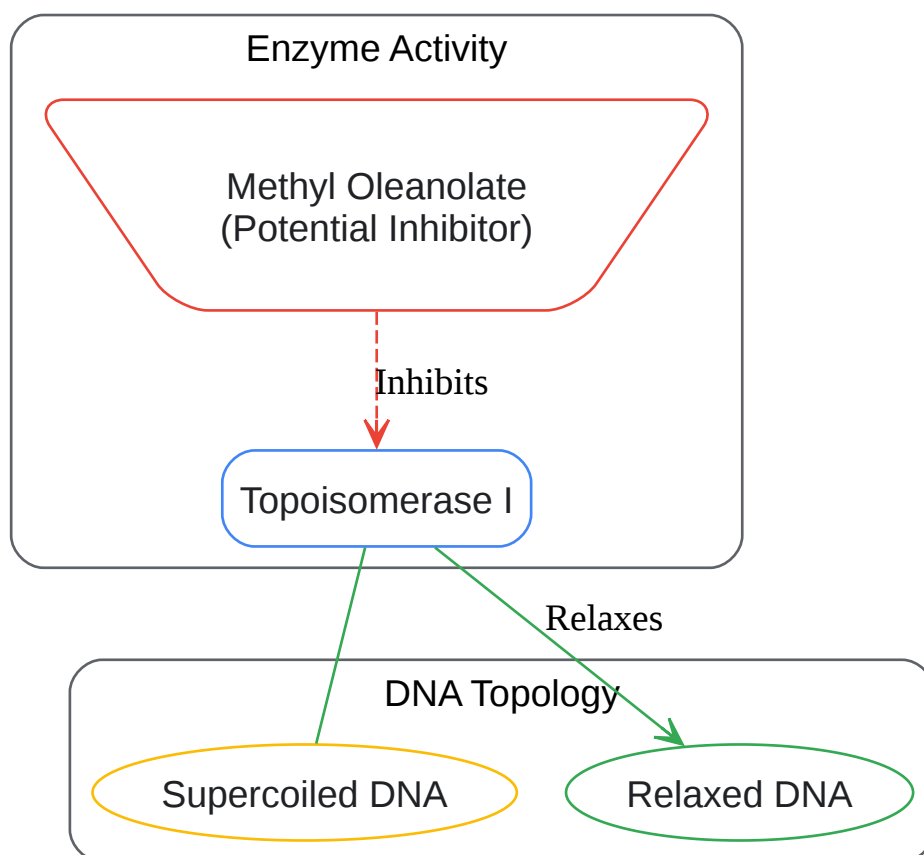 Enzyme Activity
Methyl Oleanolate
(Potential Inhibitor)
Inhibits
Topoisomerase I
Relaxes
DNA Topology
Supercoiled DNA
Relaxed DNA